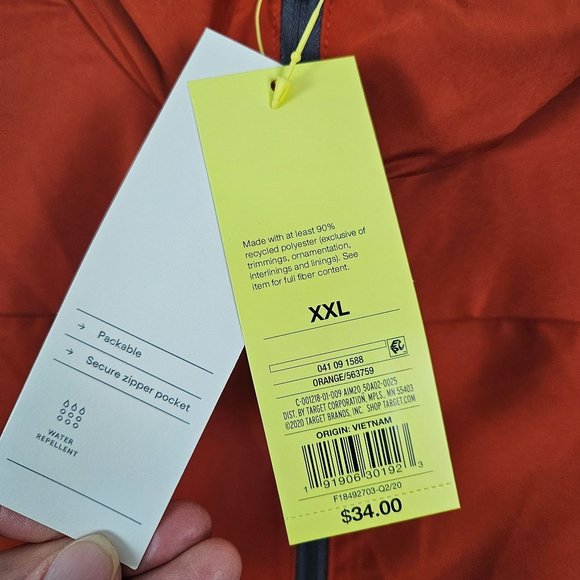 → Packable
→ Secure zipper pocket
WATER
REPELLENT
Made with at least 90%
recycled polyester (exclusive of
trimmings, ornamentation,
interlinings and linings). See
item for full fiber content.
XXL
041 09 1588
ORANGE/563759
C-001218-01-009 AIM20_50A02-0025
DIST. BY TARGET CORPORATION, MPLS., MN 55403
©2020 TARGET BRANDS, INC. SHOP TARGET.COM
ORIGIN: VIETNAM
1 91906 30192 3
F18492703-Q2/20
$34.00